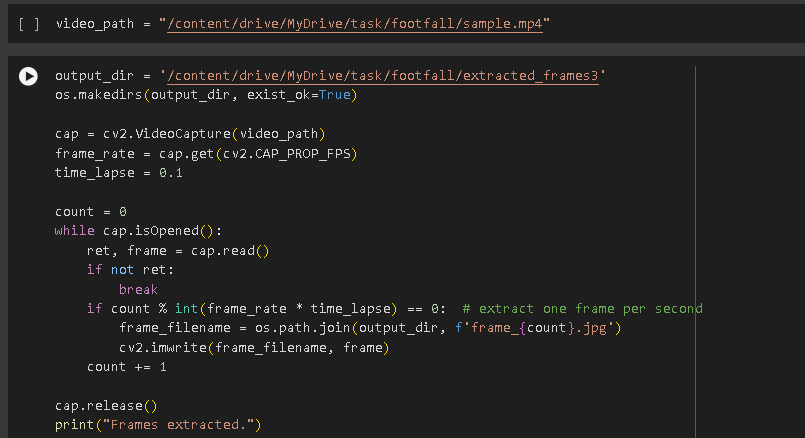 [ ] video_path = "/content/drive/MyDrive/task/footfall/sample.mp4"
output_dir = '/content/drive/MyDrive/task/footfall/extracted_frames3'
os.makedirs(output_dir, exist_ok=True)

cap = cv2.VideoCapture(video_path)
frame_rate = cap.get(cv2.CAP_PROP_FPS)
time_lapse = 0.1

count = 0
while cap.isOpened():
    ret, frame = cap.read()
    if not ret:
        break
    if count % int(frame_rate * time_lapse) == 0:  # extract one frame per second
        frame_filename = os.path.join(output_dir, f'frame_{count}.jpg')
        cv2.imwrite(frame_filename, frame)
    count += 1

cap.release()
print("Frames extracted.")